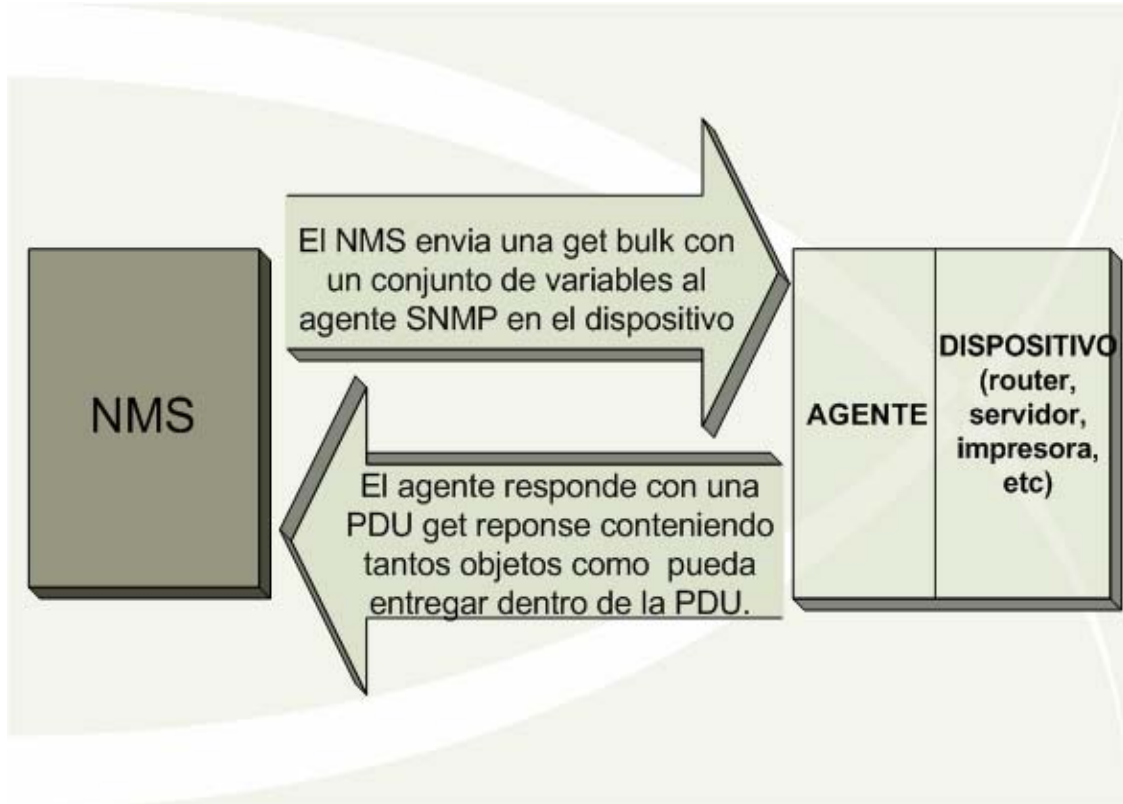 El NMS envia una get bulk con
un conjunto de variables al
agente SNMP en el dispositivo
NMS
AGENTE
DISPOSITIVO
(router,
servidor,
impresora,
etc)
El agente responde con una
PDU get reponse conteniendo
tantos objetos como pueda
entregar dentro de la PDU.